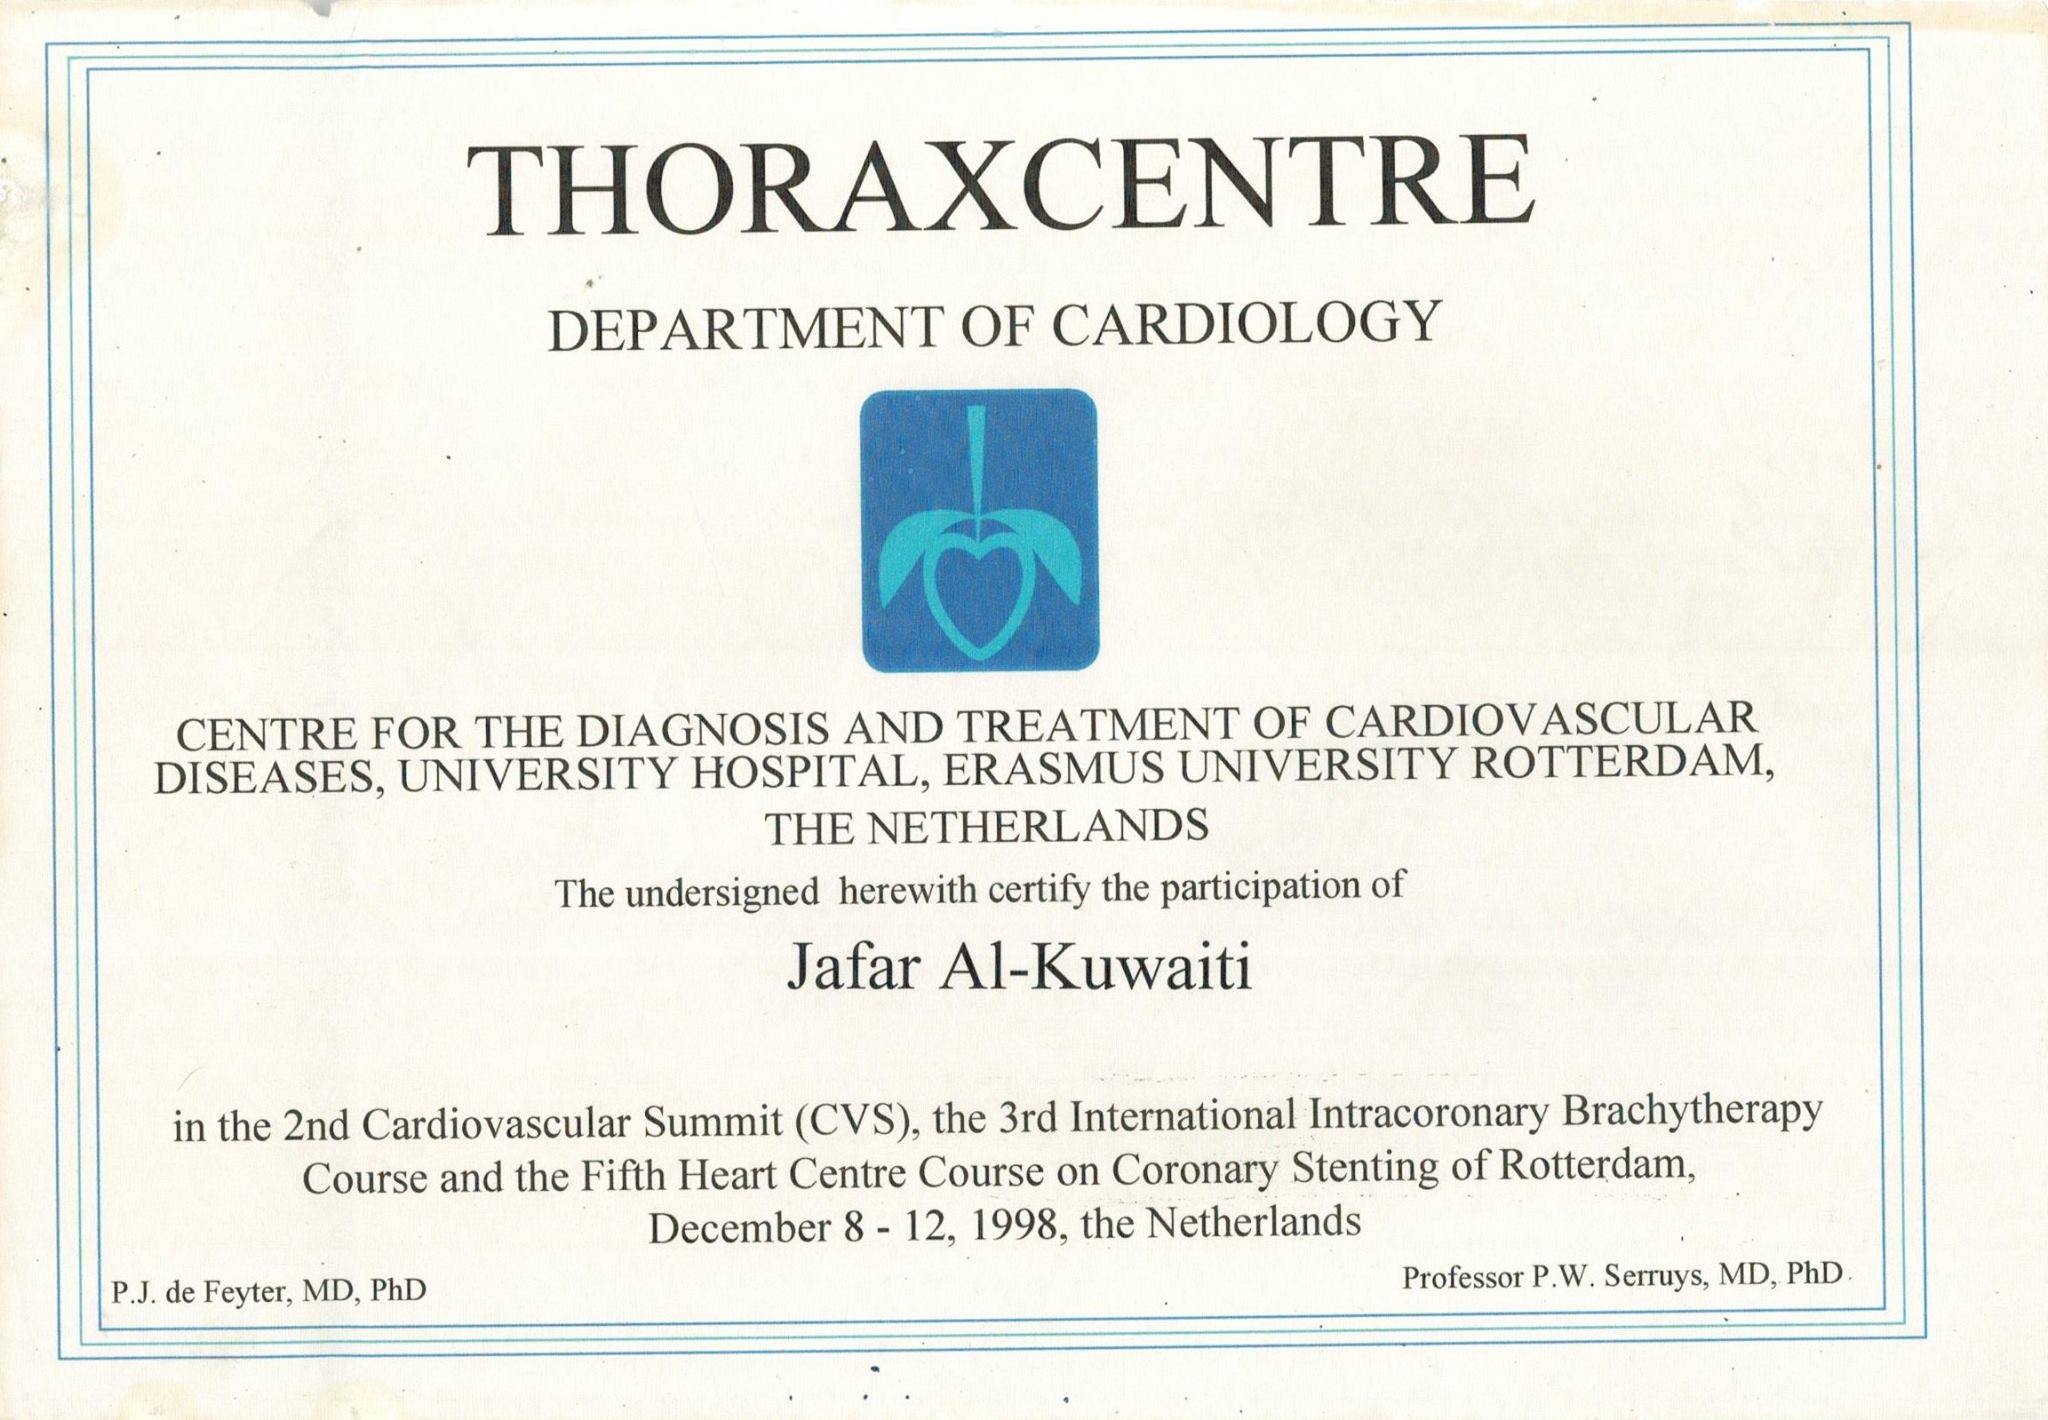 THORAXCENTRE
DEPARTMENT OF CARDIOLOGY
CENTRE FOR THE DIAGNOSIS AND TREATMENT OF CARDIOVASCULAR
DISEASES, UNIVERSITY HOSPITAL, ERASMUS UNIVERSITY ROTTERDAM,
THE NETHERLANDS
The undersigned herewith certify the participation of
Jafar Al-Kuwaiti
in the 2nd Cardiovascular Summit (CVS), the 3rd International Intracoronary Brachytherapy
Course and the Fifth Heart Centre Course on Coronary Stenting of Rotterdam,
December 8 - 12, 1998, the Netherlands
P.J. de Feyter, MD, PhD
Professor P.W. Serruys, MD, PhD